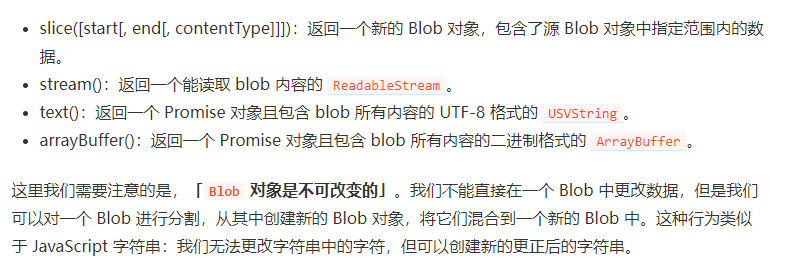 • slice([start[, end[, contentType]]])：返回一个新的 Blob 对象，包含了源 Blob 对象中指定范围内的数
据。
• stream()：返回一个能读取 blob 内容的 ReadableStream。
• text()：返回一个 Promise 对象且包含 blob 所有内容的 UTF-8 格式的 USVString。
• arrayBuffer()：返回一个 Promise 对象且包含 blob 所有内容的二进制格式的 ArrayBuffer。
这里我们需要注意的是，「Blob 对象是不可改变的」。我们不能直接在一个 Blob 中更改数据，但是我们
可以对一个 Blob 进行分割，从其中创建新的 Blob 对象，将它们混合到一个新的 Blob 中。这种行为类似
于 JavaScript 字符串：我们无法更改字符串中的字符，但可以创建新的更正后的字符串。